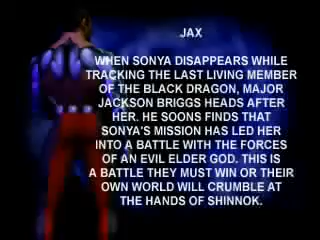 JAX
WHEN SONYA DISAPPEARS WHILE
TRACKING THE LAST LIVING MEMBER
OF THE BLACK DRAGON, MAJOR
JACKSON BRIGGS HEADS AFTER
HER. HE SOONS FINDS THAT
SONYA'S MISSION HAS LED HER
INTO A BATTLE WITH THE FORCES
OF AN EVIL ELDER GOD. THIS IS
A BATTLE THEY MUST WIN OR THEIR
OWN WORLD WILL CRUMBLE AT
THE HANDS OF SHINNOK.